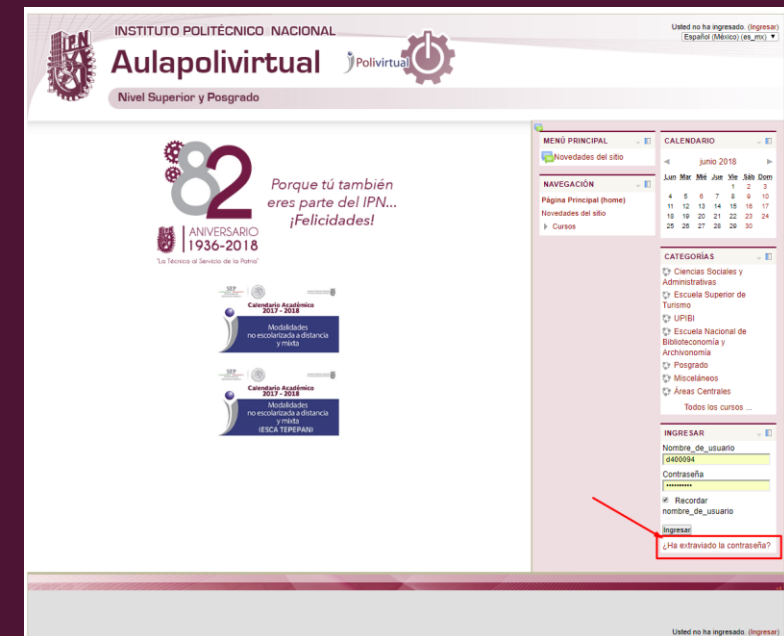 INSTITUTO POLITÉCNICO NACIONAL
Usted no ha ingresado. (Ingresar)
Español (México) (es_mx)
IPN
Aulapolivirtual
Polivirtual
Nivel Superior y Posgrado
82
ANIVERSARIO
1936-2018
"La Técnica al Servicio de la Patria"
Porque tú también
eres parte del IPN...
¡Felicidades!
SEP
Calendario Académico
2017 - 2018
Modalidades
no escolarizada a distancia
y mixta
SEP
Calendario Académico
2017 - 2018
Modalidades
no escolarizada a distancia
y mixta
(ESCA TEPEPAN)
MENÚ PRINCIPAL
Novedades del sitio
NAVEGACIÓN
Página Principal (home)
Novedades del sitio
Cursos
CALENDARIO
junio 2018
Lun Mar Mié Jue Vie Sáb Dom
1 2 3
4 5 6 7 8 9 10
11 12 13 14 15 16 17
18 19 20 21 22 23 24
25 26 27 28 29 30
CATEGORÍAS
Ciencias Sociales y
Administrativas
Escuela Superior de
Turismo
UPIBI
Escuela Nacional de
Biblioteconomía y
Archivonomía
Posgrado
Misceláneos
Áreas Centrales
Todos los cursos ...
INGRESAR
Nombre_de_usuario
d400094
Contraseña
••••••••••
Recordar
nombre_de_usuario
Ingresar
¿Ha extraviado la contraseña?
Usted no ha ingresado. (Ingresar)